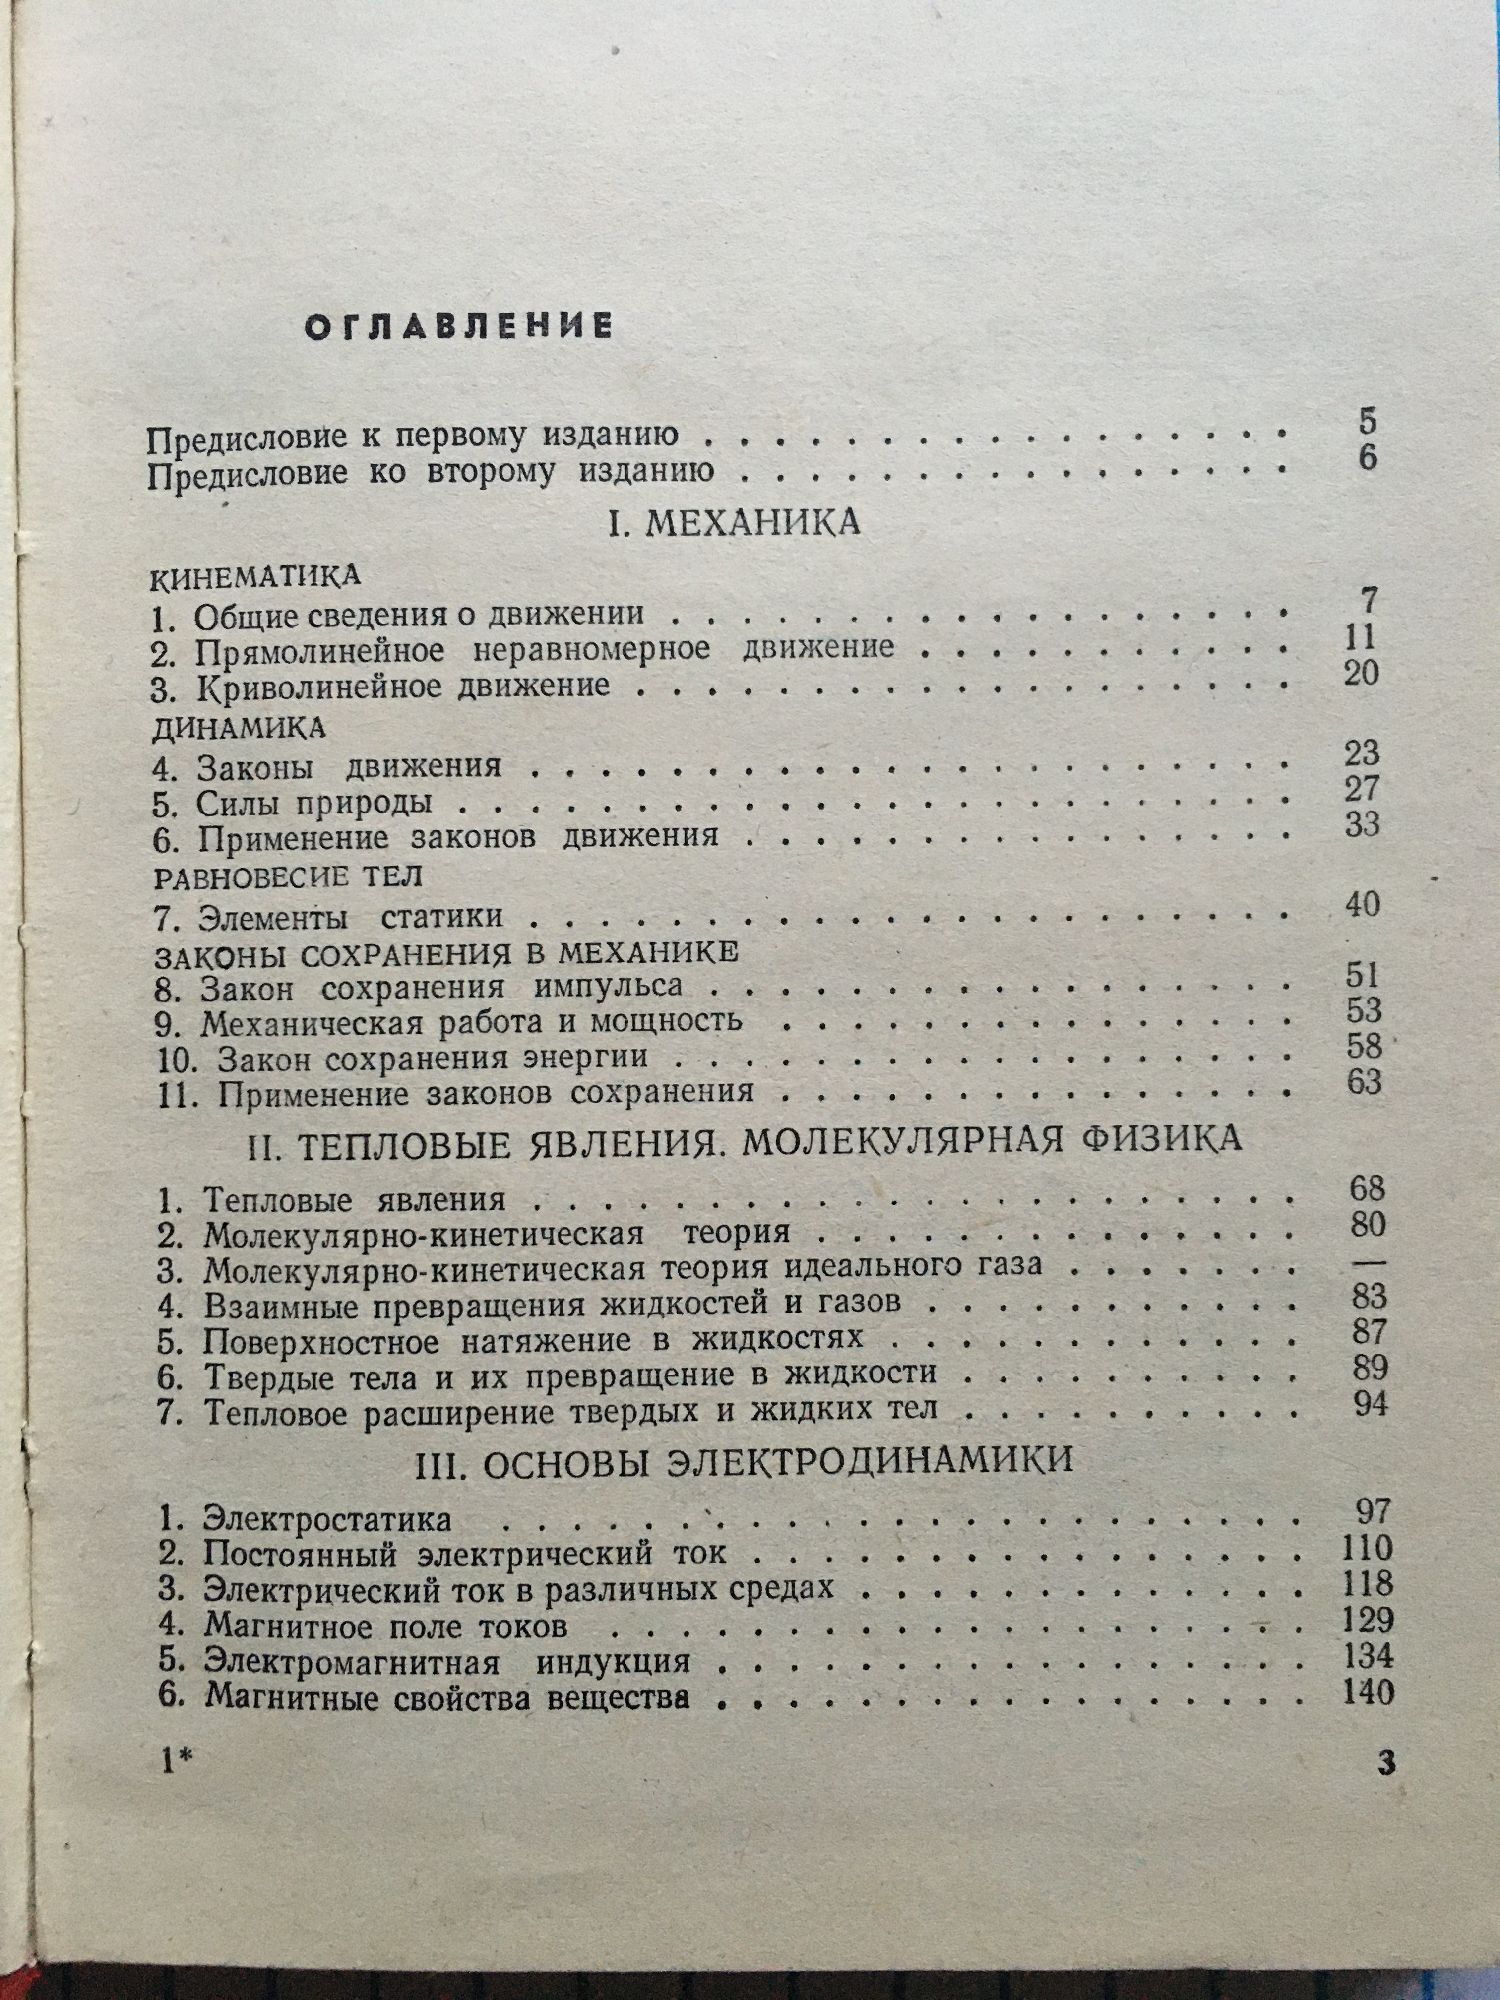 ОГЛАВЛЕНИЕ
Предисловие к первому изданию . . . . . . . . . . . . . . . . . 5
Предисловие ко второму изданию . . . . . . . . . . . . . . . . 6
I. МЕХАНИКА
КИНЕМАТИКА
1. Общие сведения о движении . . . . . . . . . . . . . . . . . . 7
2. Прямолинейное неравномерное движение . . . . . . . . . . . 11
3. Криволинейное движение . . . . . . . . . . . . . . . . . . . 20
ДИНАМИКА
4. Законы движения . . . . . . . . . . . . . . . . . . . . . . 23
5. Силы природы . . . . . . . . . . . . . . . . . . . . . . . . 27
6. Применение законов движения . . . . . . . . . . . . . . . . 33
РАВНОВЕСИЕ ТЕЛ
7. Элементы статики . . . . . . . . . . . . . . . . . . . . . . 40
ЗАКОНЫ СОХРАНЕНИЯ В МЕХАНИКЕ
8. Закон сохранения импульса . . . . . . . . . . . . . . . . . 51
9. Механическая работа и мощность . . . . . . . . . . . . . . . 53
10. Закон сохранения энергии . . . . . . . . . . . . . . . . . . 58
11. Применение законов сохранения . . . . . . . . . . . . . . . 63
II. ТЕПЛОВЫЕ ЯВЛЕНИЯ. МОЛЕКУЛЯРНАЯ ФИЗИКА
1. Тепловые явления . . . . . . . . . . . . . . . . . . . . . . 68
2. Молекулярно-кинетическая теория . . . . . . . . . . . . . . 80
3. Молекулярно-кинетическая теория идеального газа . . . . . . . —
4. Взаимные превращения жидкостей и газов . . . . . . . . . . . 83
5. Поверхностное натяжение в жидкостях . . . . . . . . . . . . 87
6. Твердые тела и их превращение в жидкости . . . . . . . . . . 89
7. Тепловое расширение твердых и жидких тел . . . . . . . . . . 94
III. ОСНОВЫ ЭЛЕКТРОДИНАМИКИ
1. Электростатика . . . . . . . . . . . . . . . . . . . . . . . 97
2. Постоянный электрический ток . . . . . . . . . . . . . . . . 110
3. Электрический ток в различных средах . . . . . . . . . . . . . 118
4. Магнитное поле токов . . . . . . . . . . . . . . . . . . . . 129
5. Электромагнитная индукция . . . . . . . . . . . . . . . . . 134
6. Магнитные свойства вещества . . . . . . . . . . . . . . . . . 140
1* 3